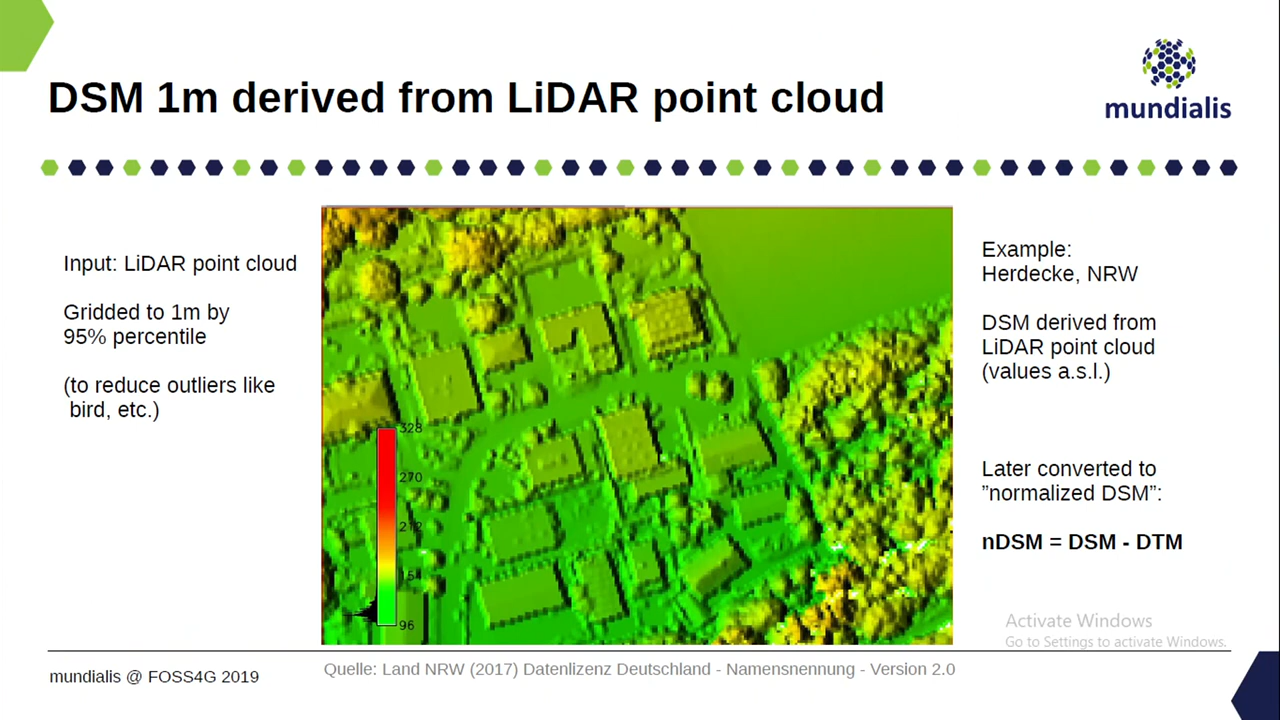 DSM 1m derived from LiDAR point cloud
mundialis
Input: LiDAR point cloud
Gridded to 1m by
95% percentile
(to reduce outliers like
bird, etc.)
328
270
212
154
96
Example:
Herdecke, NRW
DSM derived from
LiDAR point cloud
(values a.s.l.)
Later converted to
”normalized DSM”:
nDSM = DSM - DTM
Activate Windows
Go to Settings to activate Windows.
mundialis @ FOSS4G 2019
Quelle: Land NRW (2017) Datenlizenz Deutschland - Namensnennung - Version 2.0